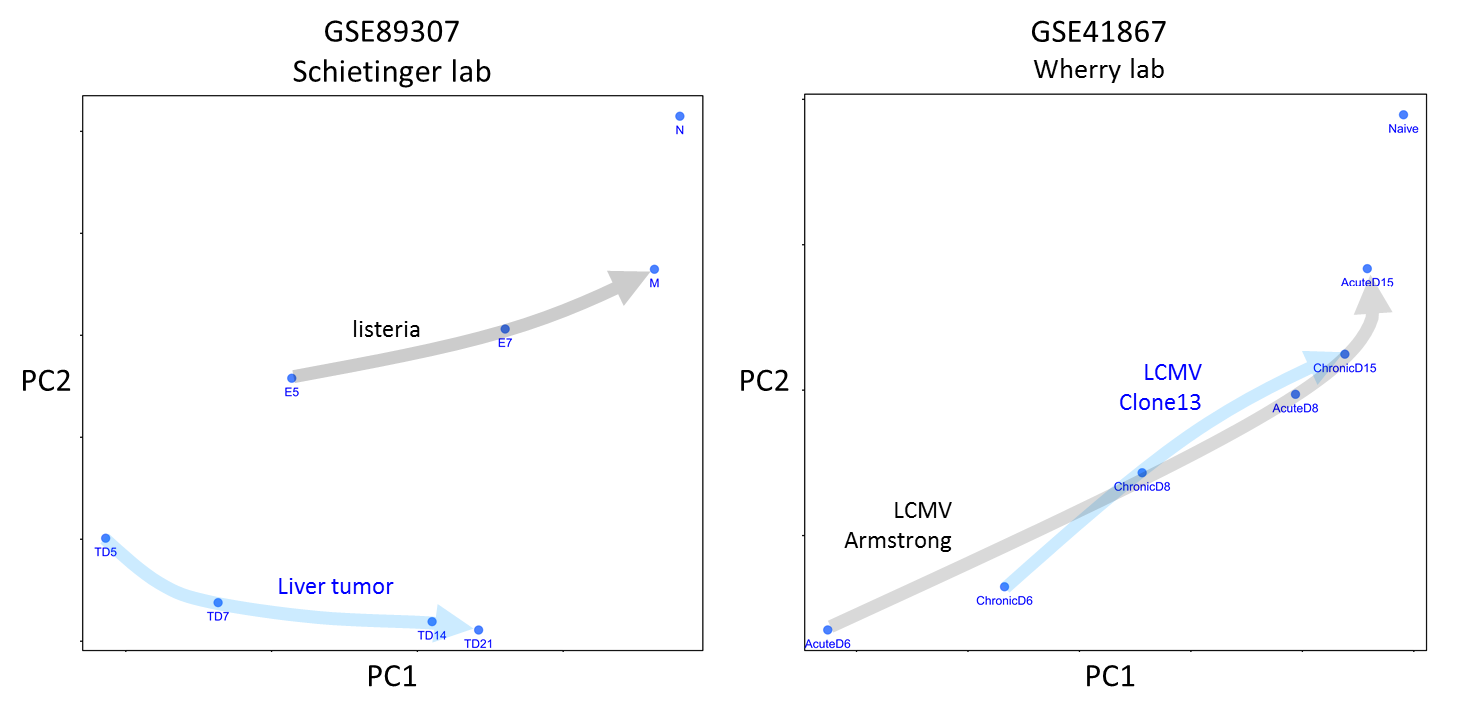 GSE89307
Schietinger lab
N
M
listeria
E7
E5
PC2
TD5
Liver tumor
TD7
TD14
TD21
PC1
GSE41867
Wherry lab
Naive
AcuteD15
ChronicD15
LCMV
Clone13
AcuteD8
PC2
ChronicD8
LCMV
Armstrong
ChronicD6
AcuteD6
PC1